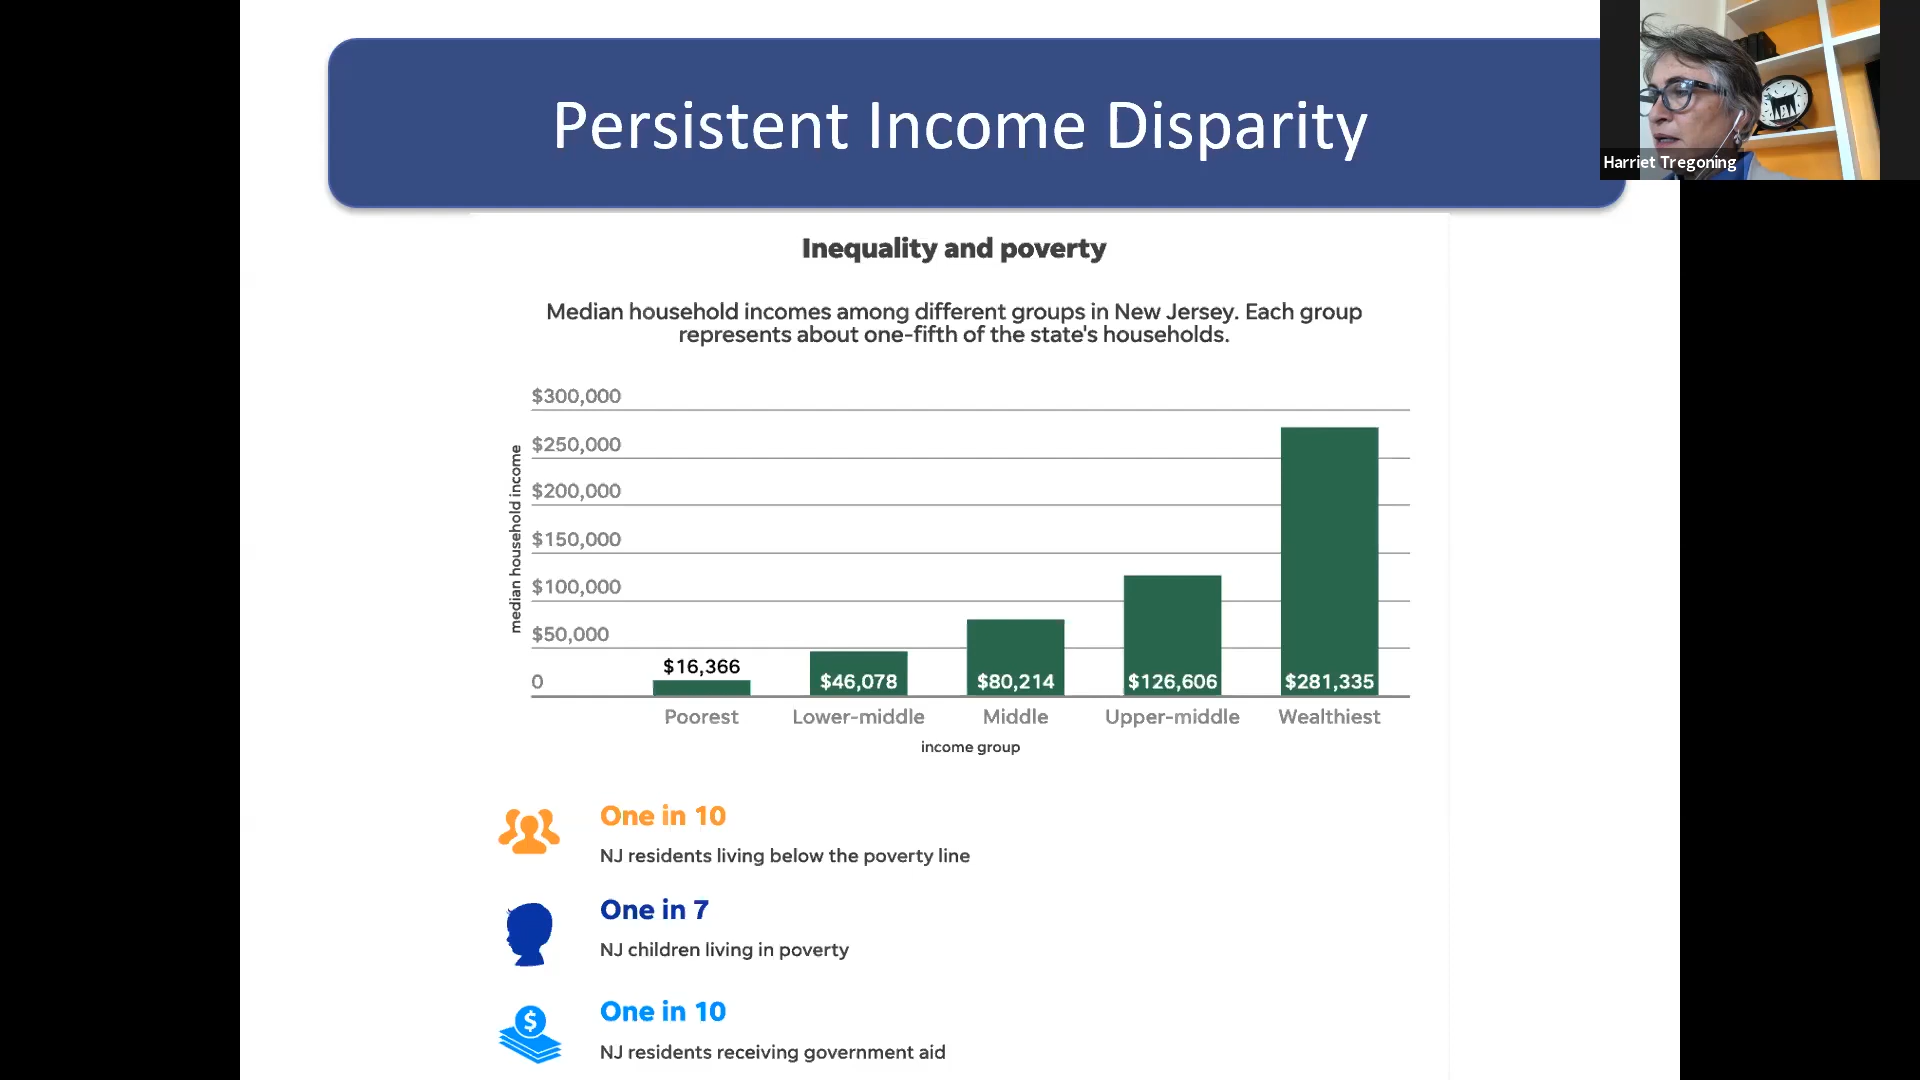 Persistent Income Disparity
Harriet Tregoning
Inequality and poverty
Median household incomes among different groups in New Jersey. Each group
represents about one-fifth of the state's households.
median household income
$300,000
$250,000
$200,000
$150,000
$100,000
$50,000
0
$16,366
$46,078
$80,214
$126,606
$281,335
Poorest
Lower-middle
Middle
Upper-middle
Wealthiest
income group
One in 10
NJ residents living below the poverty line
One in 7
NJ children living in poverty
$
One in 10
NJ residents receiving government aid